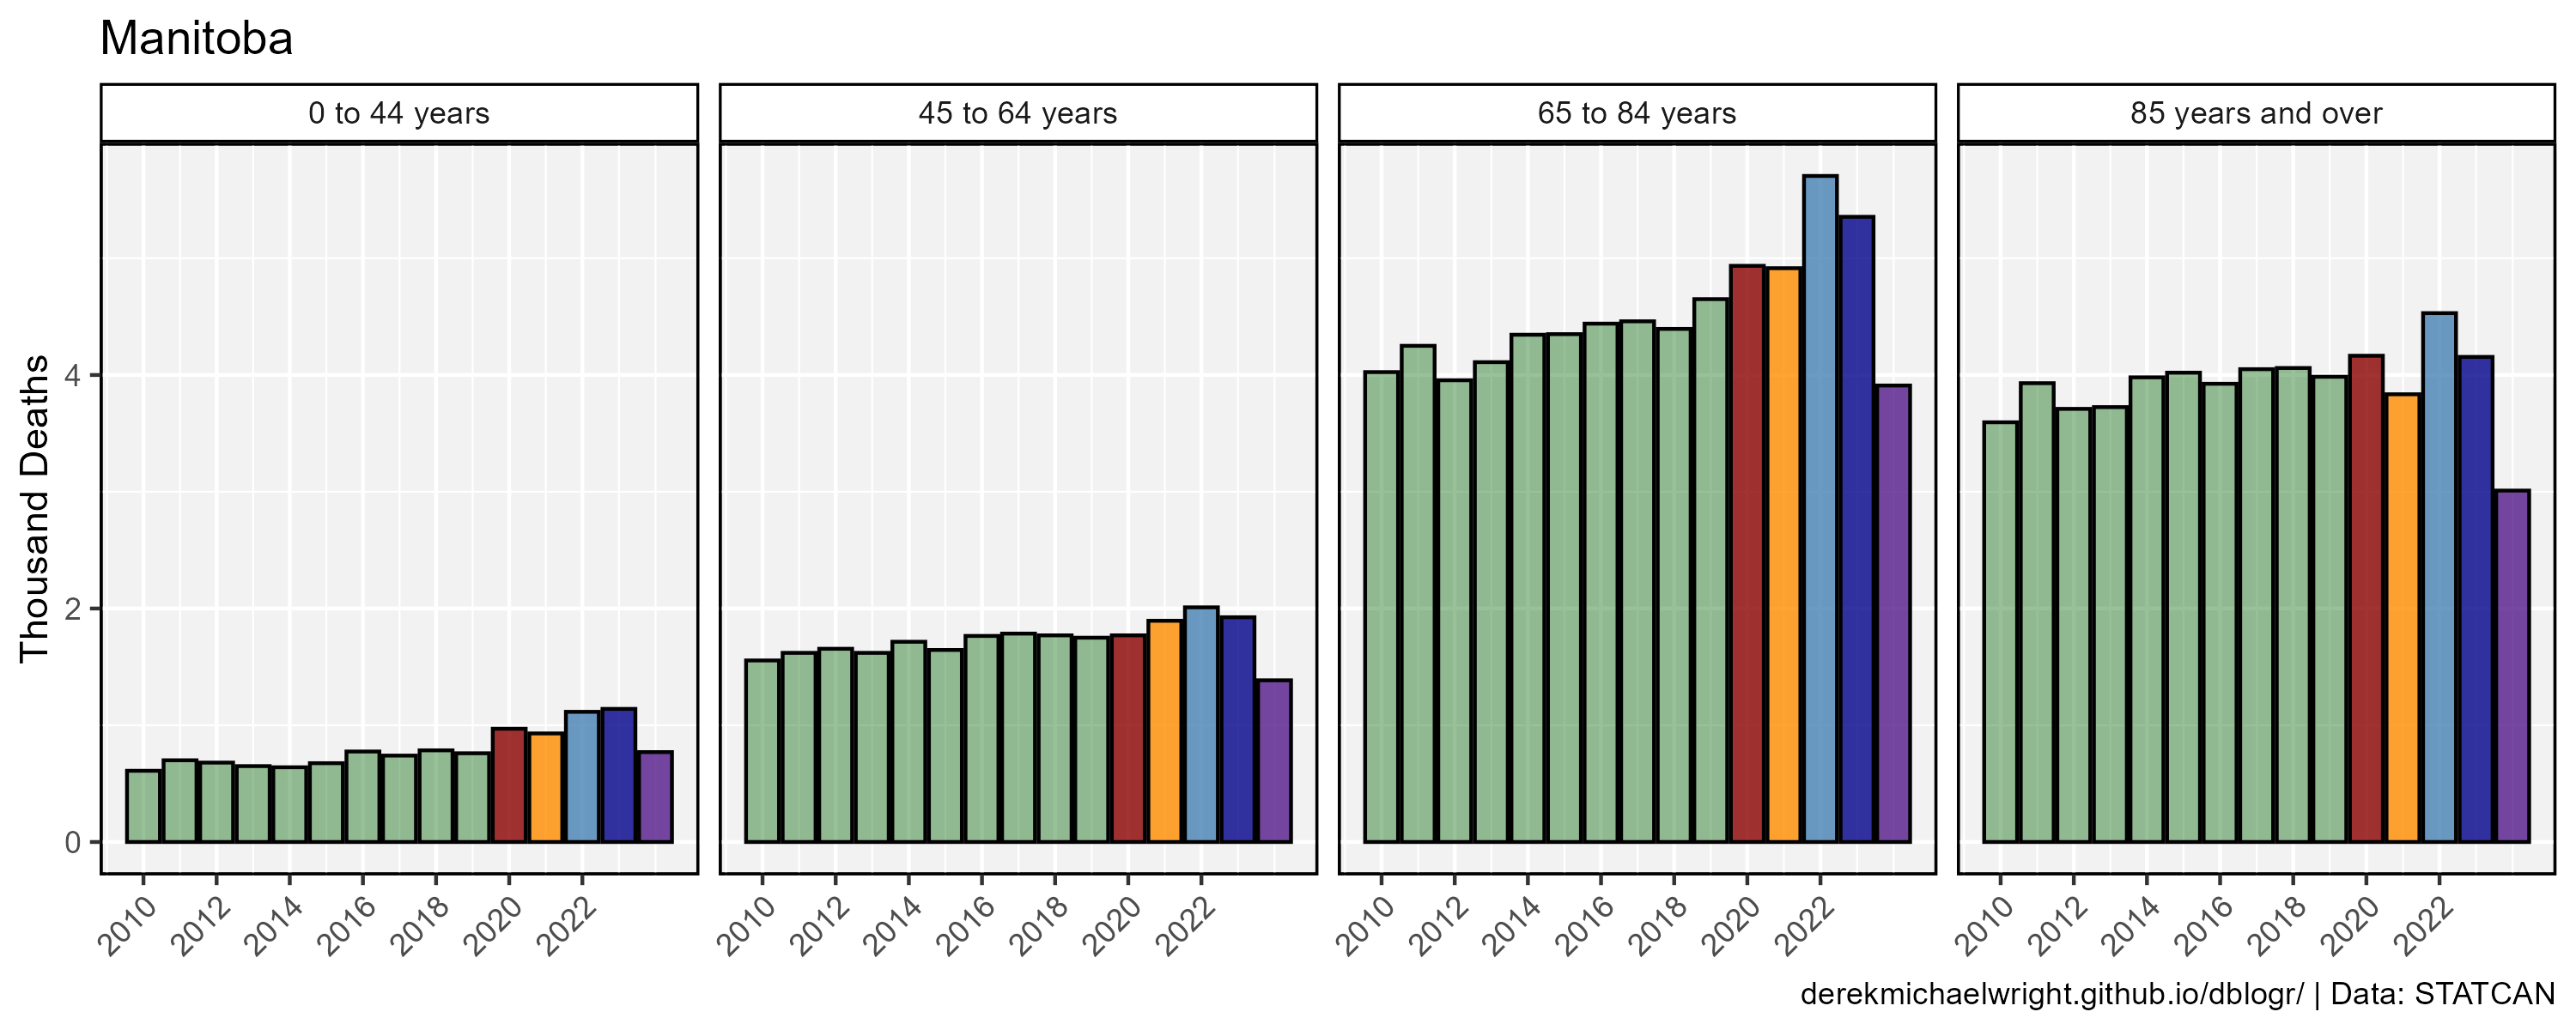 Manitoba
0 to 44 years
45 to 64 years
65 to 84 years
85 years and over
Thousand Deaths
4
2
0
2010 2012 2014 2016 2018 2020 2022
2010 2012 2014 2016 2018 2020 2022
2010 2012 2014 2016 2018 2020 2022
2010 2012 2014 2016 2018 2020 2022
derekmichaelwright.github.io/dblogr/ | Data: STATCAN